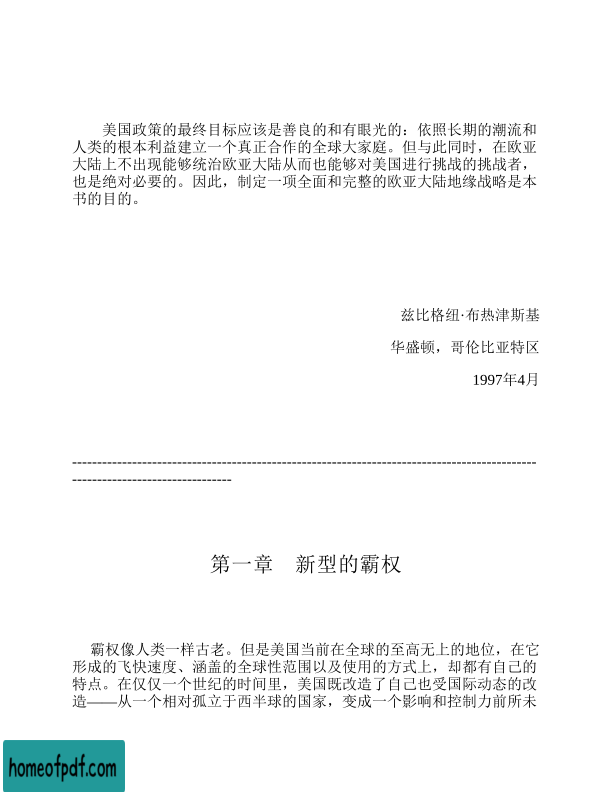 美国政策的最终目标应该是善良的和有眼光的：依照长期的潮流和
人类的根本利益建立一个真正合作的全球大家庭。但与此同时，在欧亚
大陆上不出现能够统治欧亚大陆从而也能够对美国进行挑战的挑战者，
也是绝对必要的。因此，制定一项全面和完整的欧亚大陆地缘战略是本
书的目的。
兹比格纽·布热津斯基
华盛顿，哥伦比亚特区
1997年4月
---------------------------------------------------------------------------------------------
--------------------------------
第一章　新型的霸权
霸权像人类一样古老。但是美国当前在全球的至高无上的地位，在它
形成的飞快速度、涵盖的全球性范围以及使用的方式上，却都有自己的
特点。在仅仅一个世纪的时间里，美国既改造了自己也受国际动态的改
造——从一个相对孤立于西半球的国家，变成一个影响和控制力前所未
homeofpdf.com